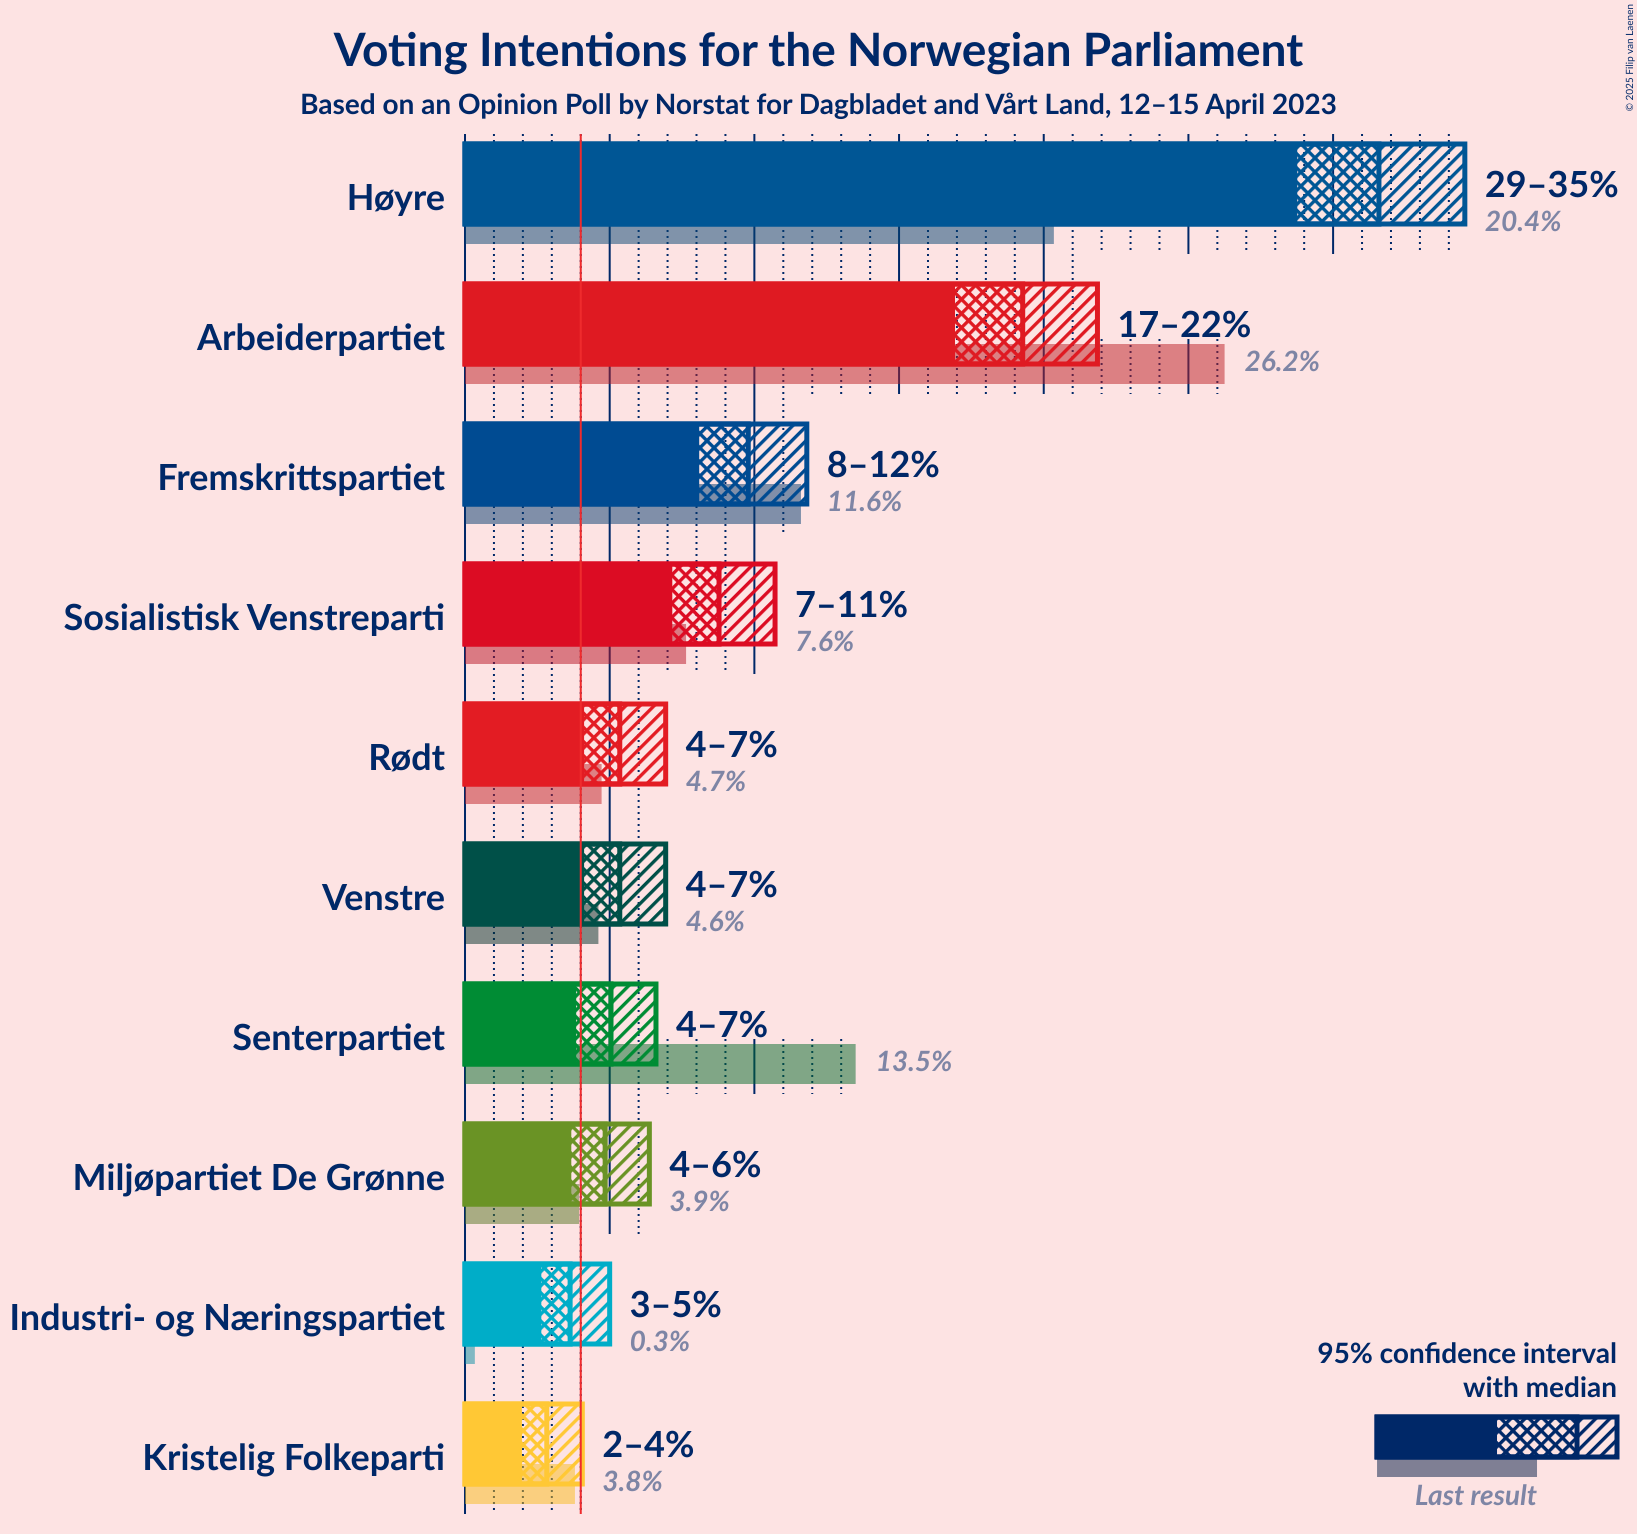 Voting Intentions for the Norwegian Parliament
Based on an Opinion Poll by Norstat for Dagbladet and Vårt Land, 12–15 April 2023
© 2025 Filip van Laenen
Høyre
29–35%
20.4%
Arbeiderpartiet
17–22%
26.2%
Fremskrittspartiet
8–12%
11.6%
Sosialistisk Venstreparti
7–11%
7.6%
Rødt
4–7%
4.7%
Venstre
4–7%
4.6%
Senterpartiet
4–7%
13.5%
Miljøpartiet De Grønne
4–6%
3.9%
Industri- og Næringspartiet
3–5%
0.3%
Kristelig Folkeparti
2–4%
3.8%
95% confidence interval
with median
Last result